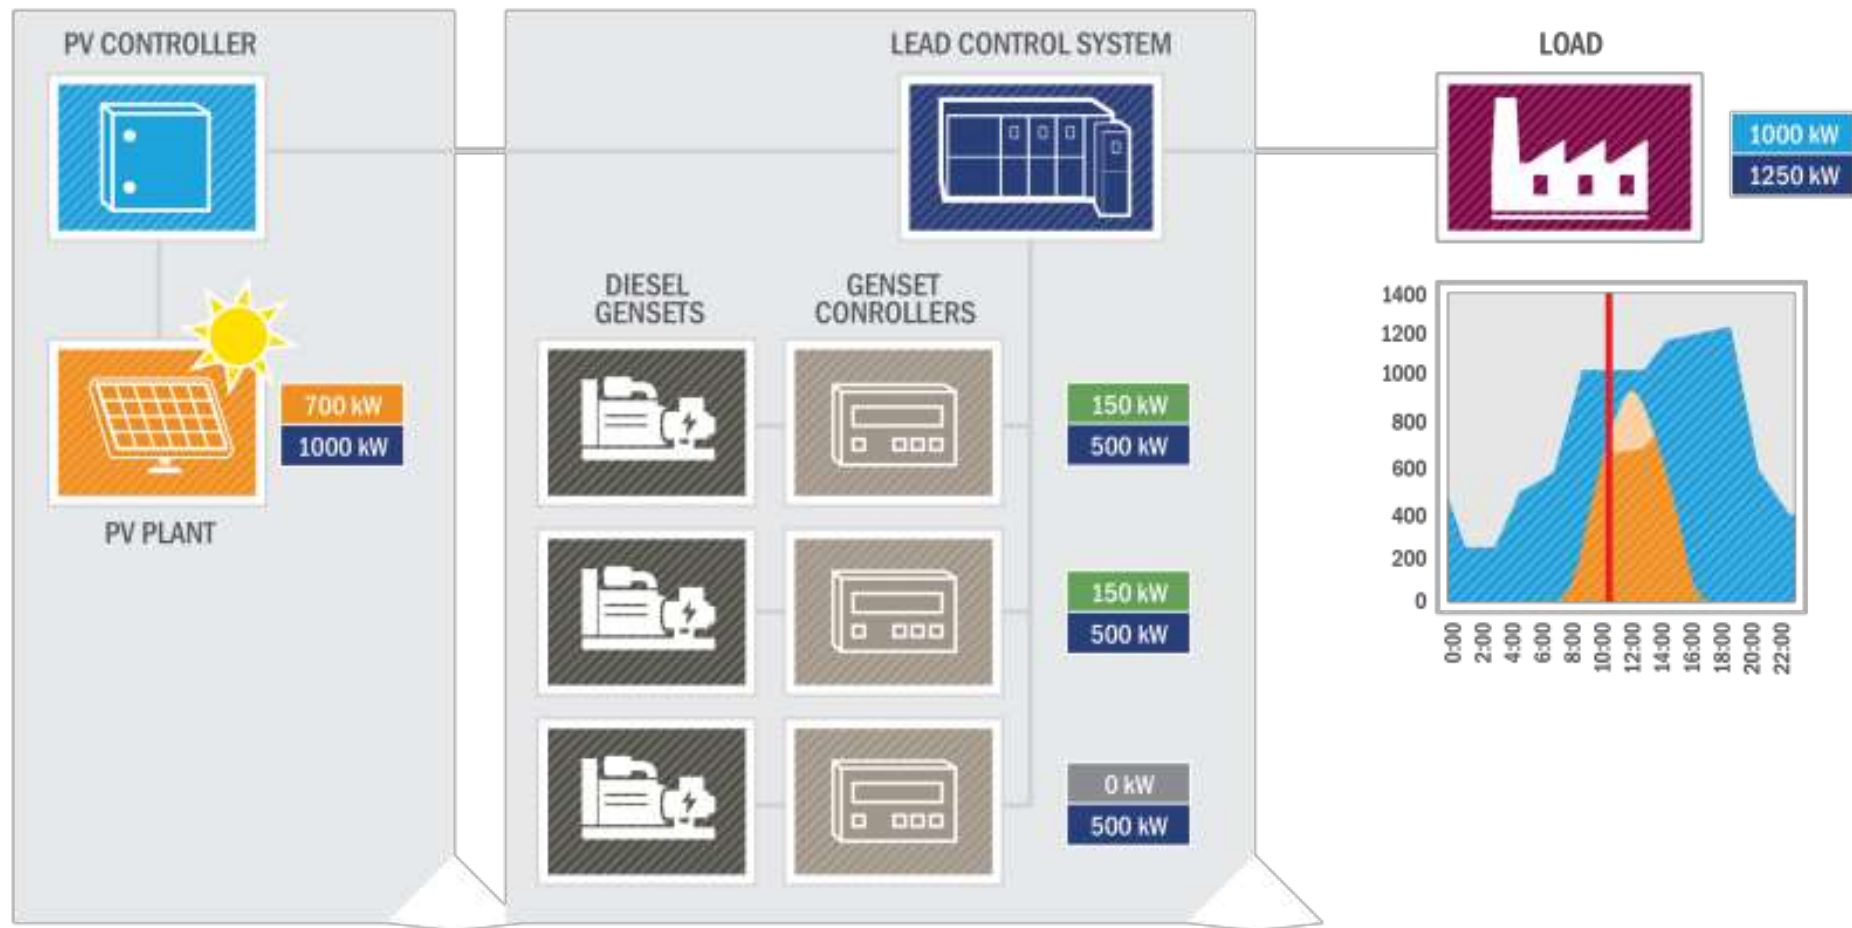 PV CONTROLLER
LEAD CONTROL SYSTEM
LOAD
1000 kW
1250 kW
DIESEL
GENSETS
GENSET
CONROLLERS
700 kW
1000 kW
PV PLANT
150 kW
500 kW
150 kW
500 kW
0 kW
500 kW
1400
1200
1000
800
600
400
200
0
0:00
2:00
4:00
6:00
8:00
10:00
12:00
14:00
16:00
18:00
20:00
22:00